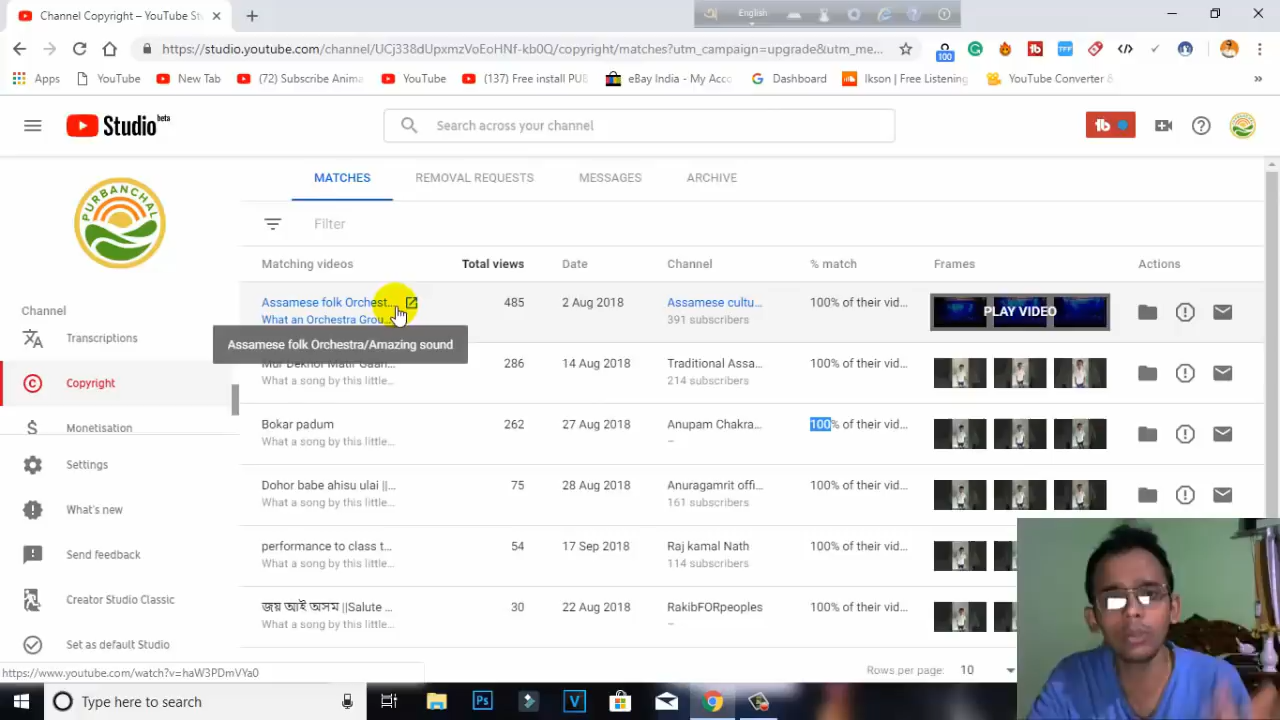 Channel Copyright – YouTube St
English
https://studio.youtube.com/channel/UCj338dUpxmzVoEoHNf-kb0Q/copyright/matches?utm_campaign=upgrade&utm_me...
100
Apps YouTube New Tab (72) Subscribe Anima YouTube (137) Free install PUB eBay India - My Acc Dashboard Ikson | Free Listening YouTube Converter &
Studio beta
Search across your channel
MATCHES REMOVAL REQUESTS MESSAGES ARCHIVE
PURBANCHAL
Filter
Matching videos Total views Date Channel % match Frames Actions
Assamese folk Orchest... 485 2 Aug 2018 Assamese cultu... 100% of their vid... PLAY VIDEO
What an Orchestra Grou... 391 subscribers
Channel
Transcriptions
Assamese folk Orchestra/Amazing sound
286 14 Aug 2018 Traditional Assa... 100% of their vid...
What a song by this little... 214 subscribers
Copyright
Bokar padum 262 27 Aug 2018 Anupam Chakra... 100% of their vid...
What a song by this little... –
Monetisation
Settings
Dohor babe ahisu ulai ||... 75 28 Aug 2018 Anuragamrit offi... 100% of their vid...
What a song by this little... 161 subscribers
What's new
Send feedback
performance to class t... 54 17 Sep 2018 Raj kamal Nath 100% of their vid...
What a song by this little... 114 subscribers
Creator Studio Classic
জয় আই অসম ||Salute ... 30 22 Aug 2018 RakibFORpeoples 100% of their vid...
What a song by this little... –
Set as default Studio
Rows per page: 10
https://www.youtube.com/watch?v=haW3PDmVYa0
Type here to search